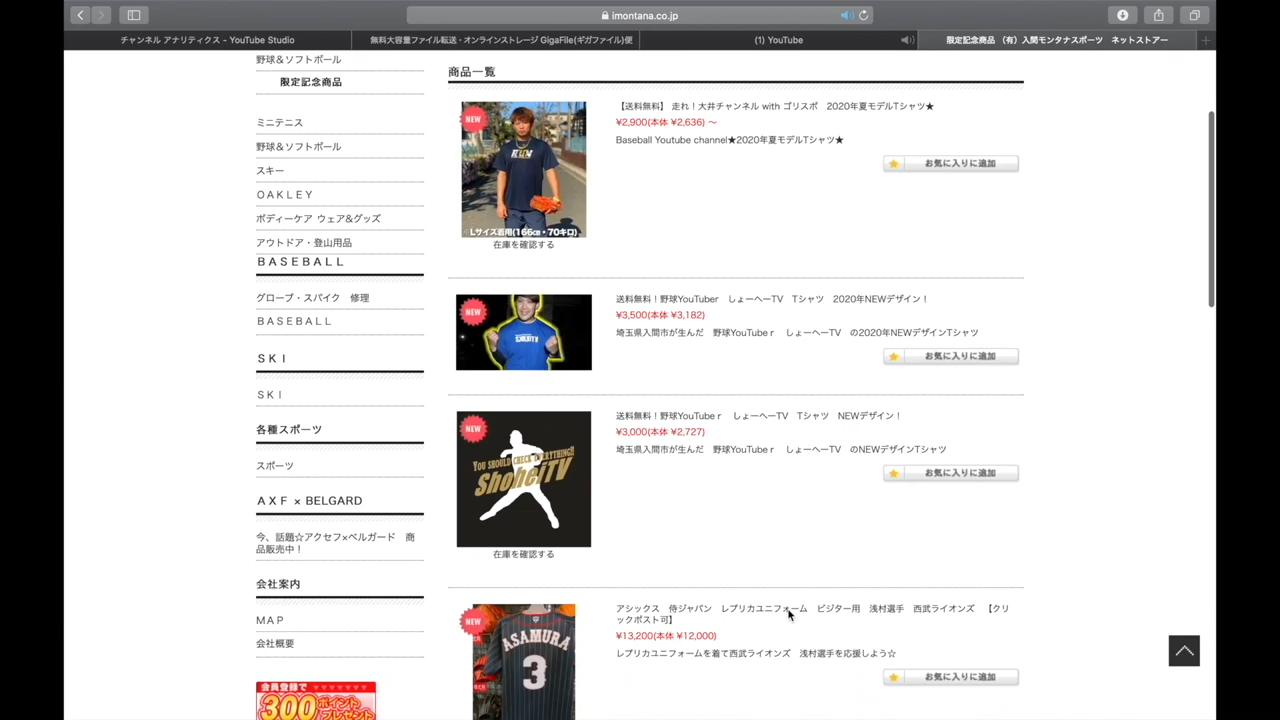 imontana.co.jp
チャンネル アナリティクス - YouTube Studio
無料大容量ファイル転送・オンラインストレージ GigaFile(ギガファイル)便
(1) YouTube
限定記念商品 （有）入間モンタナスポーツ　ネットストアー
野球＆ソフトボール
限定記念商品
ミニテニス
野球＆ソフトボール
スキー
ＯＡＫＬＥＹ
ボディーケア ウェア&グッズ
アウトドア・登山用品
ＢＡＳＥＢＡＬＬ
グローブ・スパイク　修理
ＢＡＳＥＢＡＬＬ
ＳＫＩ
ＳＫＩ
各種スポーツ
スポーツ
ＡＸＦ × BELGARD
今、話題☆アクセフ×ベルガード　商
品販売中！
会社案内
ＭＡＰ
会社概要
会員登録で
300ポイント
プレゼント
商品一覧
NEW
※Lサイズ着用(166㎝・70キロ)
在庫を確認する
【送料無料】 走れ！大井チャンネル with ゴリスポ　2020年夏モデルTシャツ★
¥2,900(本体 ¥2,636) ～
Baseball Youtube channel★2020年夏モデルTシャツ★
お気に入りに追加
NEW
送料無料！野球YouTuber　しょーへーTV　Tシャツ　2020年NEWデザイン！
¥3,500(本体 ¥3,182)
埼玉県入間市が生んだ　野球YouTubeｒ　しょーへーTV　の2020年NEWデザインTシャツ
お気に入りに追加
NEW
YOU SHOULD CHECK EVERYTHING!!
ShoheiTV
在庫を確認する
送料無料！野球YouTubeｒ　しょーへーTV　Tシャツ　NEWデザイン！
¥3,000(本体 ¥2,727)
埼玉県入間市が生んだ　野球YouTubeｒ　しょーへーTV　のNEWデザインTシャツ
お気に入りに追加
NEW
ASAMURA
3
アシックス　侍ジャパン　レプリカユニフォーム　ビジター用　浅村選手　西武ライオンズ　【クリ
ックポスト可】
¥13,200(本体 ¥12,000)
レプリカユニフォームを着て西武ライオンズ　浅村選手を応援しよう☆
お気に入りに追加